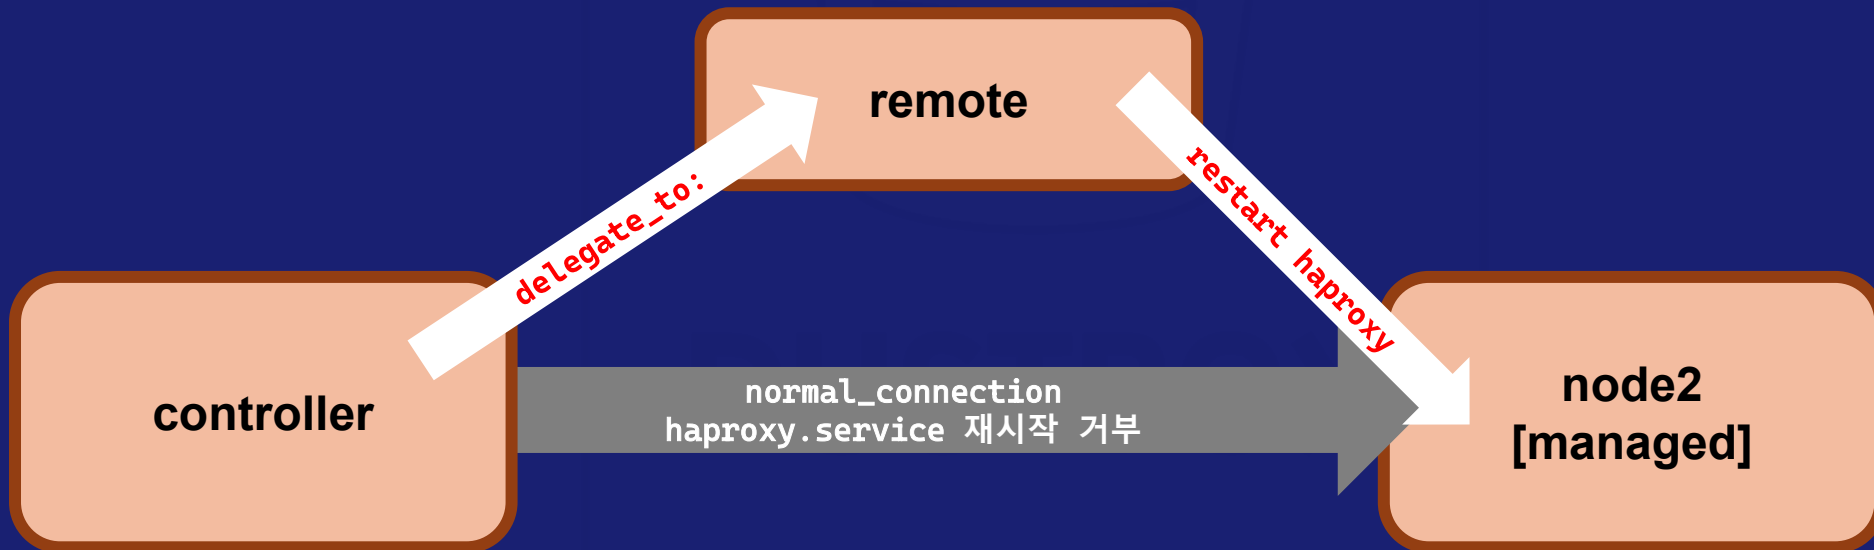 remote
delegate_to:
restart haproxy
controller
normal_connection
haproxy.service 재시작 거부
node2
[managed]